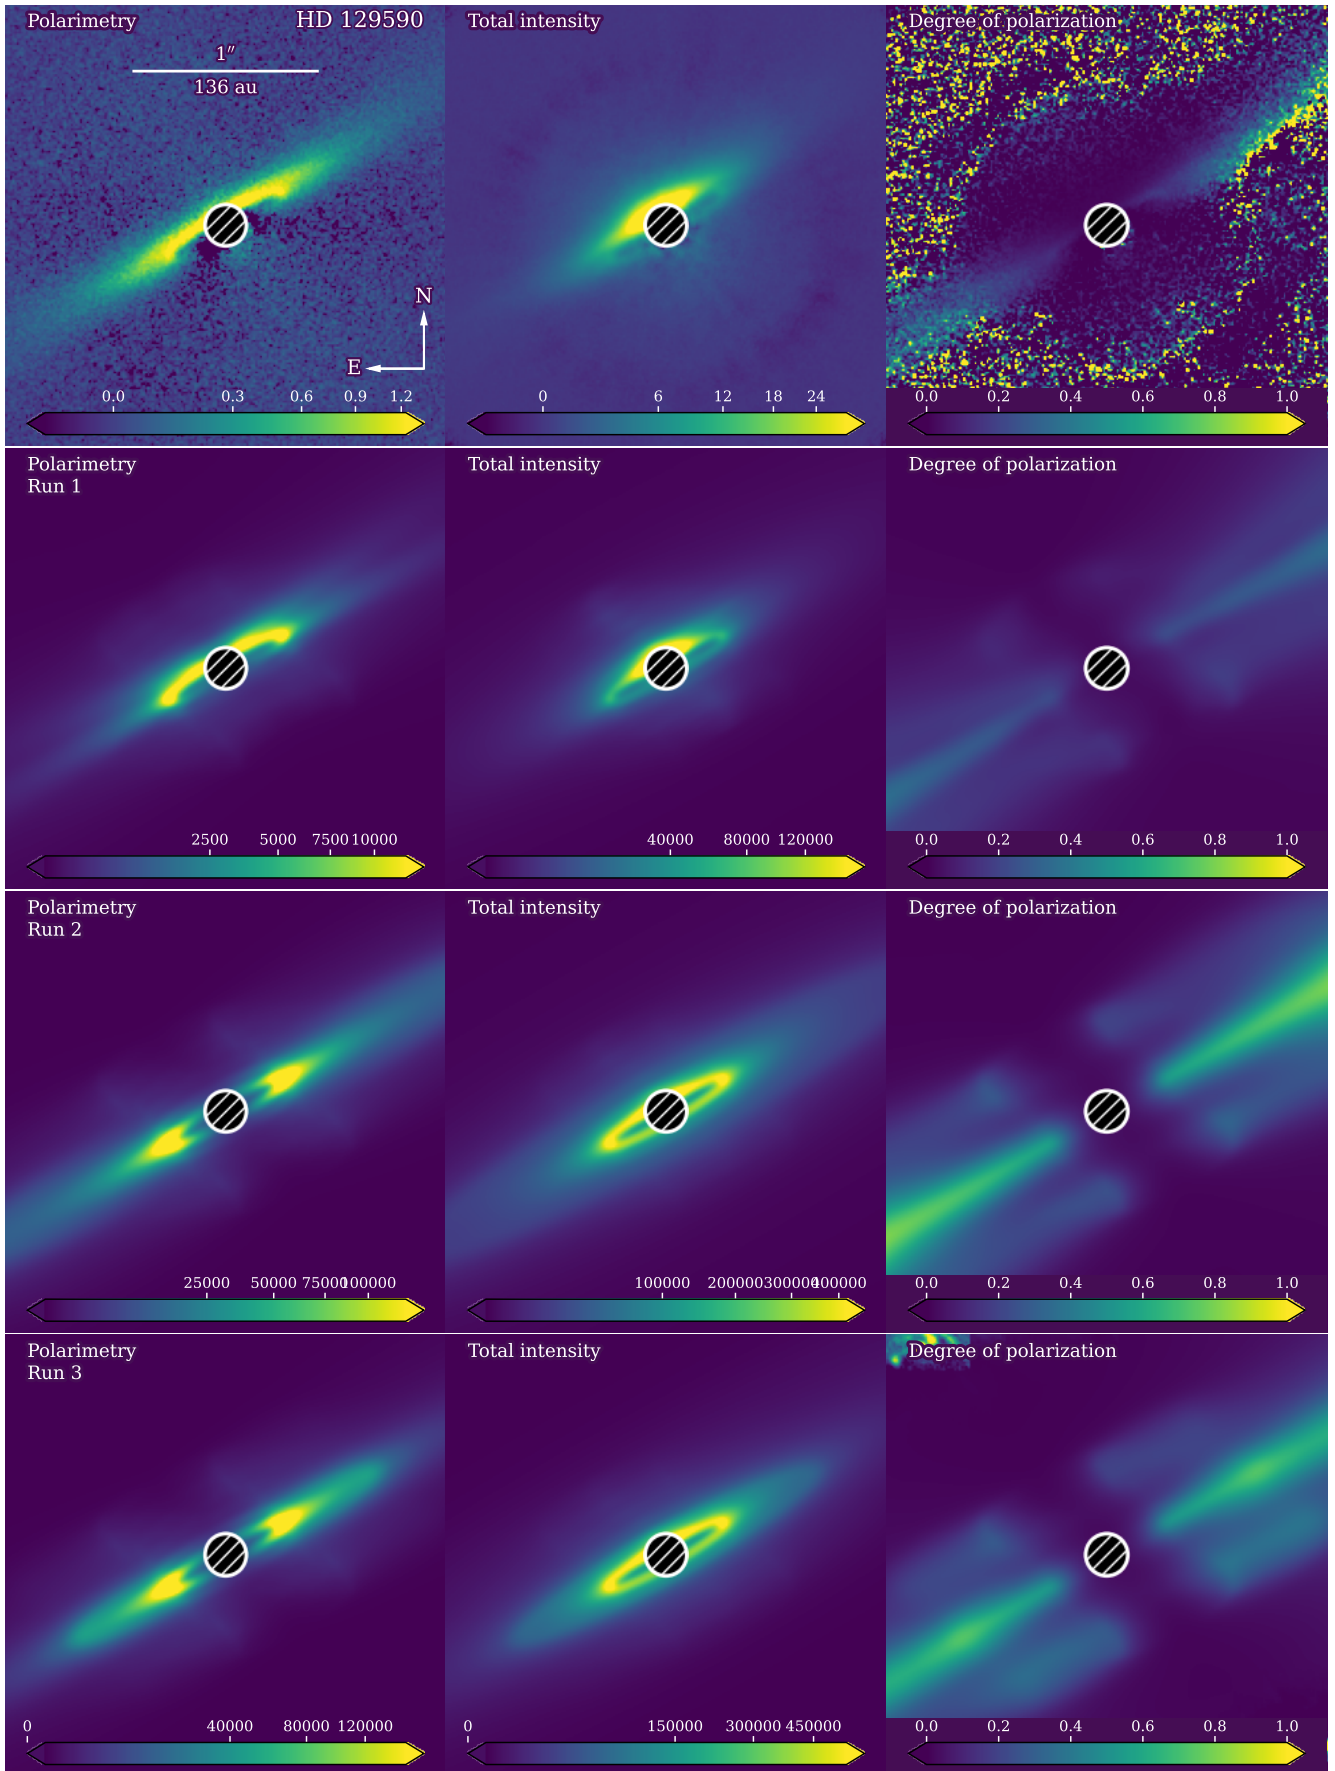 Polarimetry HD 129590 Total intensity Degree of polarization
1″
136 au
N
E
0.0 0.3 0.6 0.9 1.2 0 6 12 18 24 0.0 0.2 0.4 0.6 0.8 1.0
Polarimetry Total intensity Degree of polarization
Run 1
2500 5000 7500 10000 40000 80000 120000 0.0 0.2 0.4 0.6 0.8 1.0
Polarimetry Total intensity Degree of polarization
Run 2
25000 50000 75000 100000 100000 200000 300000 400000 0.0 0.2 0.4 0.6 0.8 1.0
Polarimetry Total intensity Degree of polarization
Run 3
0 40000 80000 120000 0 150000 300000 450000 0.0 0.2 0.4 0.6 0.8 1.0